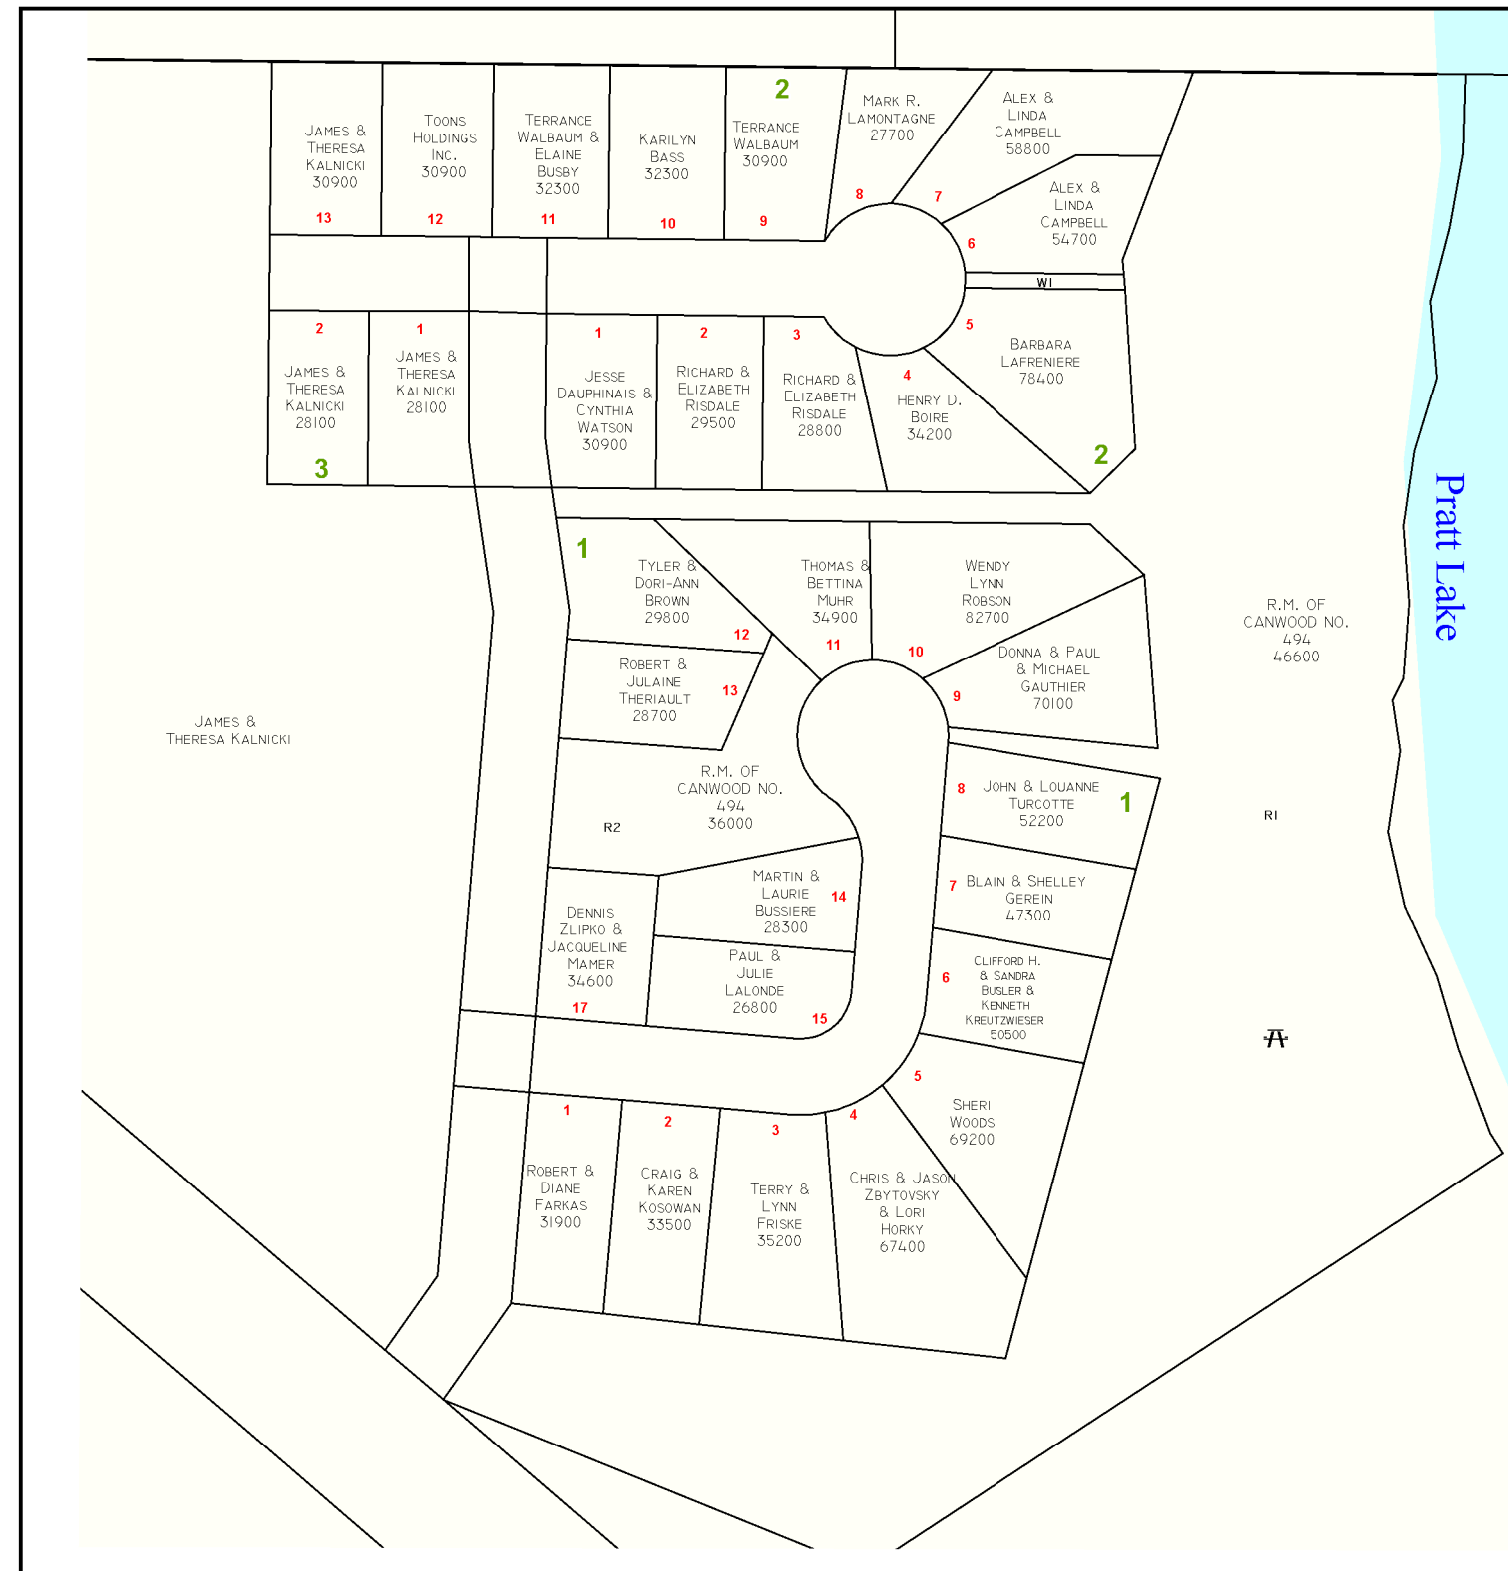 2
JAMES &
THERESA
KALNICKI
30900
13
TOONS
HOLDINGS
INC.
30900
12
TERRANCE
WALBAUM &
ELAINE
BUSBY
32300
11
KARILYN
BASS
32300
10
TERRANCE
WALBAUM
30900
9
MARK R.
LAMONTAGNE
27700
8
ALEX &
LINDA
CAMPBELL
58800
7
ALEX &
LINDA
CAMPBELL
54700
6
W1
2
JAMES &
THERESA
KALNICKI
28100
3
1
JAMES &
THERESA
KALNICKI
28100
1
JESSE
DAUPHINAIS &
CYNTHIA
WATSON
30900
2
RICHARD &
ELIZABETH
RISDALE
29500
3
RICHARD &
ELIZABETH
RISDALE
28800
4
HENRY D.
BOIRE
34200
5
BARBARA
LAFRENIERE
78400
2
Pratt Lake
1
TYLER &
DORI-ANN
BROWN
29800
12
THOMAS &
BETTINA
MUHR
34900
11
WENDY
LYNN
ROBSON
82700
10
ROBERT &
JULAINE
THERIAULT
28700
13
DONNA & PAUL
& MICHAEL
GAUTHIER
70100
9
R.M. OF
CANWOOD NO.
494
46600
JAMES &
THERESA KALNICKI
R.M. OF
CANWOOD NO.
494
36000
R2
8
JOHN & LOUANNE
TURCOTTE
52200
1
R1
7
BLAIN & SHELLEY
GEREIN
47300
MARTIN &
LAURIE
BUSSIERE
28300
14
DENNIS
ZLIPKO &
JACQUELINE
MAMER
34600
17
PAUL &
JULIE
LALONDE
26800
15
6
CLIFFORD H.
& SANDRA
BUSLER &
KENNETH
KREUTZWIESER
50500
5
SHERI
WOODS
69200
1
ROBERT &
DIANE
FARKAS
31900
2
CRAIG &
KAREN
KOSOWAN
33500
3
TERRY &
LYNN
FRISKE
35200
4
CHRIS & JASON
ZBYTOVSKY
& LORI
HORKY
67400